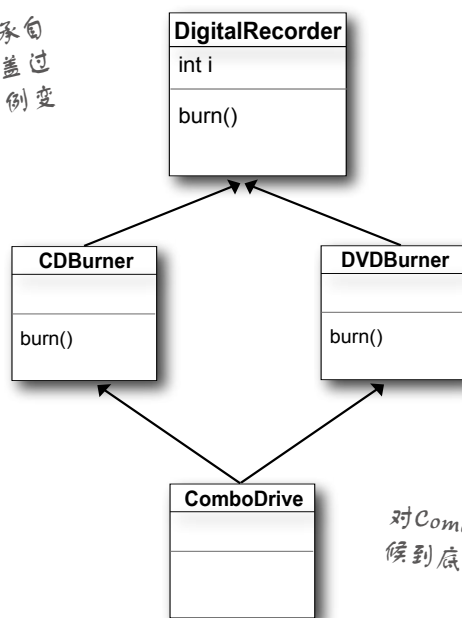 承自
盖过
例变
DigitalRecorder
int i
burn()
CDBurner
burn()
DVDBurner
burn()
ComboDrive
对Com
候到底